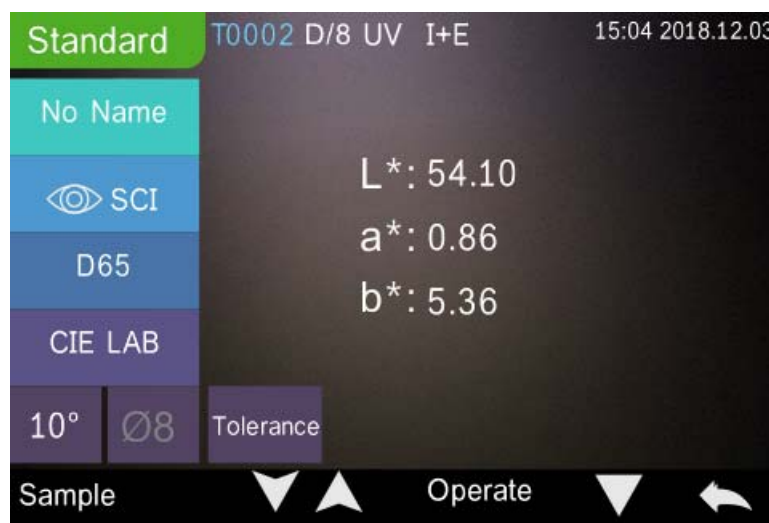 Standard T0002 D/8 UV I+E 15:04 2018.12.03
No Name
L*: 54.10
SCI
a*: 0.86
D65
b*: 5.36
CIE LAB
10° Ø8 Tolerance
Sample Operate